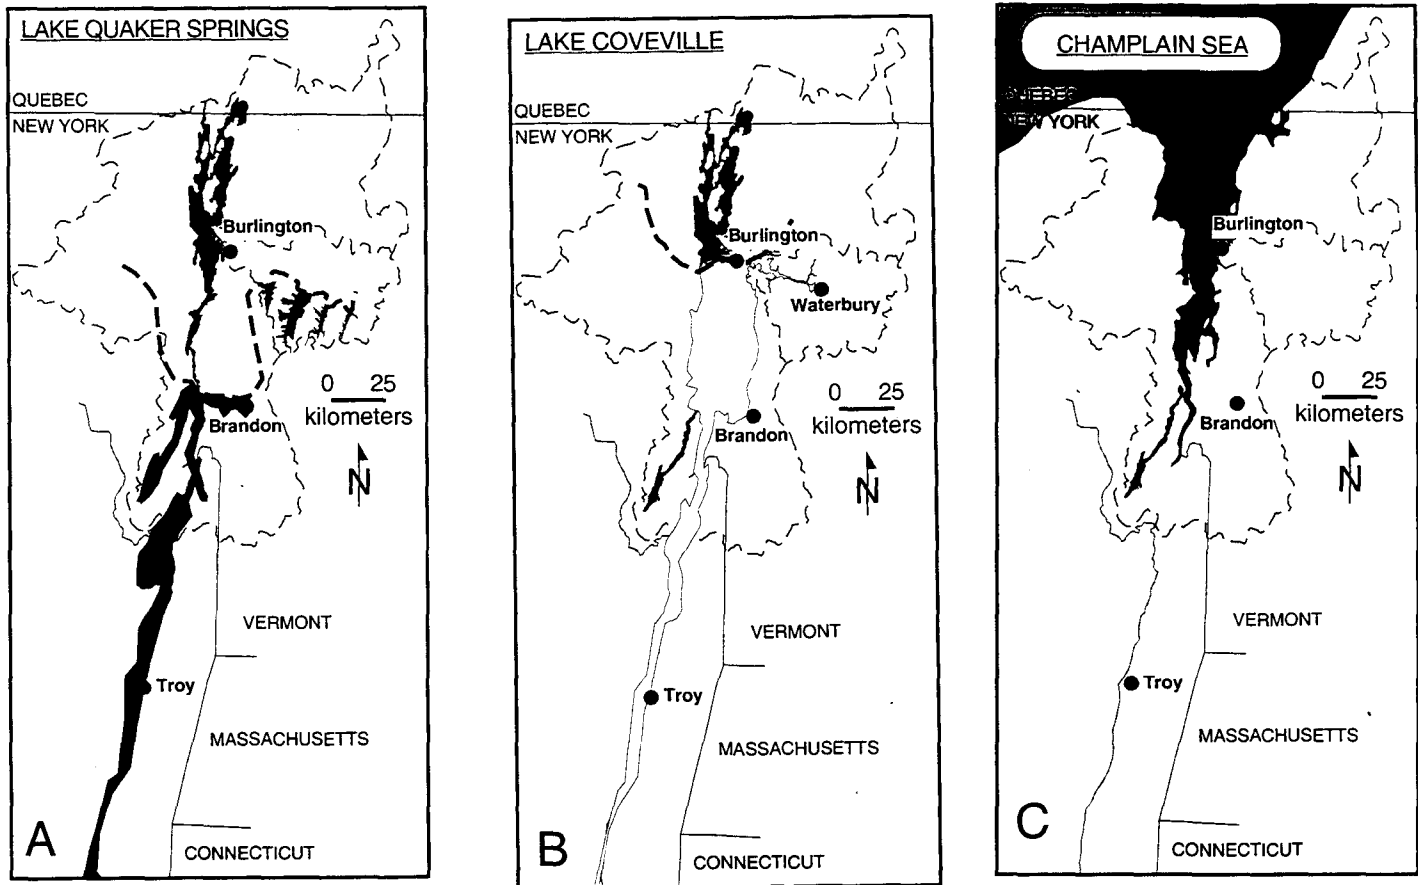 LAKE QUAKER SPRINGS
QUEBEC
NEW YORK
Burlington
0 25
kilometers
Brandon
N
VERMONT
Troy
MASSACHUSETTS
A
CONNECTICUT
LAKE COVEVILLE
QUEBEC
NEW YORK
Burlington
Waterbury
0 25
kilometers
Brandon
N
VERMONT
Troy
MASSACHUSETTS
B
CONNECTICUT
CHAMPLAIN SEA
QUEBEC
NEW YORK
Burlington
0 25
kilometers
Brandon
N
VERMONT
Troy
MASSACHUSETTS
C
CONNECTICUT